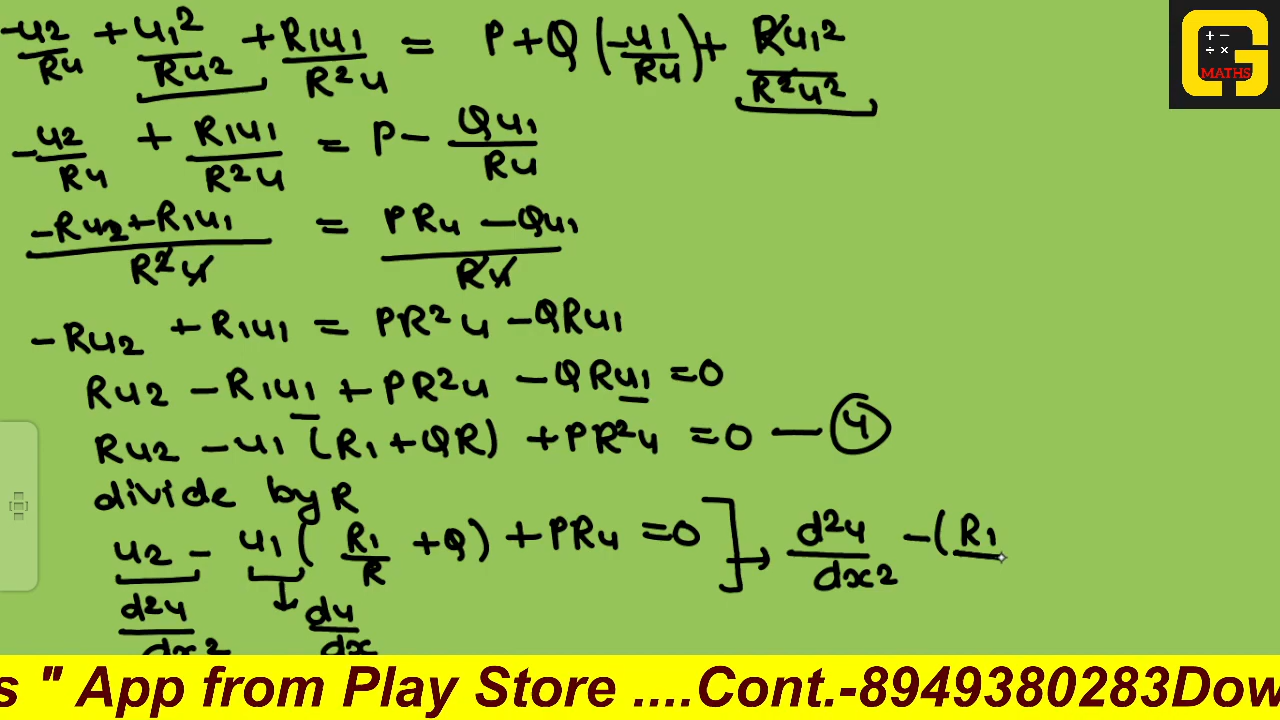 -u2/Ru + u1²/Ru² + R1u1/R²u = P + Q(-u1/Ru) + Ru1²/R²u²
-u2/Ru + R1u1/R²u = P - Qu1/Ru
-Ru2+R1u1/R²u = PRu - Qu1/Ru
-Ru2 + R1u1 = PR²u - QRu1
Ru2 - R1u1 + PR²u - QRu1 = 0
Ru2 - u1 (R1+QR) + PR²u = 0 — ④
divide by R
u2 - u1 (R1/R + Q) + PRu = 0 ] → d²u/dx² - (R1
d²u/dx² ↓ du/dx
+ -
÷ ×
MATHS
s " App from Play Store ....Cont.-8949380283Dow